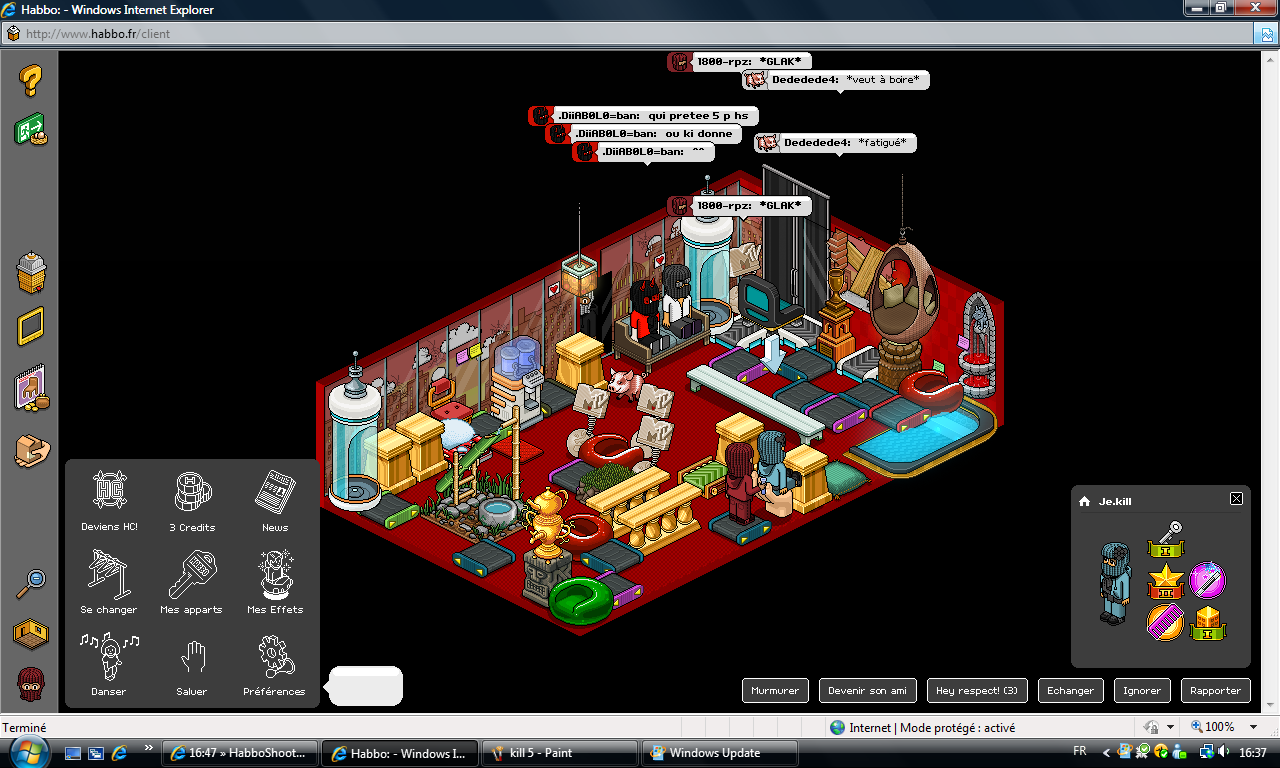 Habbo: - Windows Internet Explorer
http://www.habbo.fr/client
1800-rpz: *GLAK*
Dededede4: *veut à boire*
.DiiAB0L0=ban: qui pretee 5 p hs
.DiiAB0L0=ban: ou ki donne
Dededede4: *fatigué*
.DiiAB0L0=ban: ^^
1800-rpz: *GLAK*
Deviens HC!
3 Credits
News
Se changer
Mes apparts
Mes Effets
Danser
Saluer
Préférences
Je.kill
I
II
I
Murmurer
Devenir son ami
Hey respect! (3)
Echanger
Ignorer
Rapporter
Terminé
Internet | Mode protégé : activé
100%
16:47 » HabboShoot...
Habbo: - Windows I...
kill 5 - Paint
Windows Update
FR
16:37